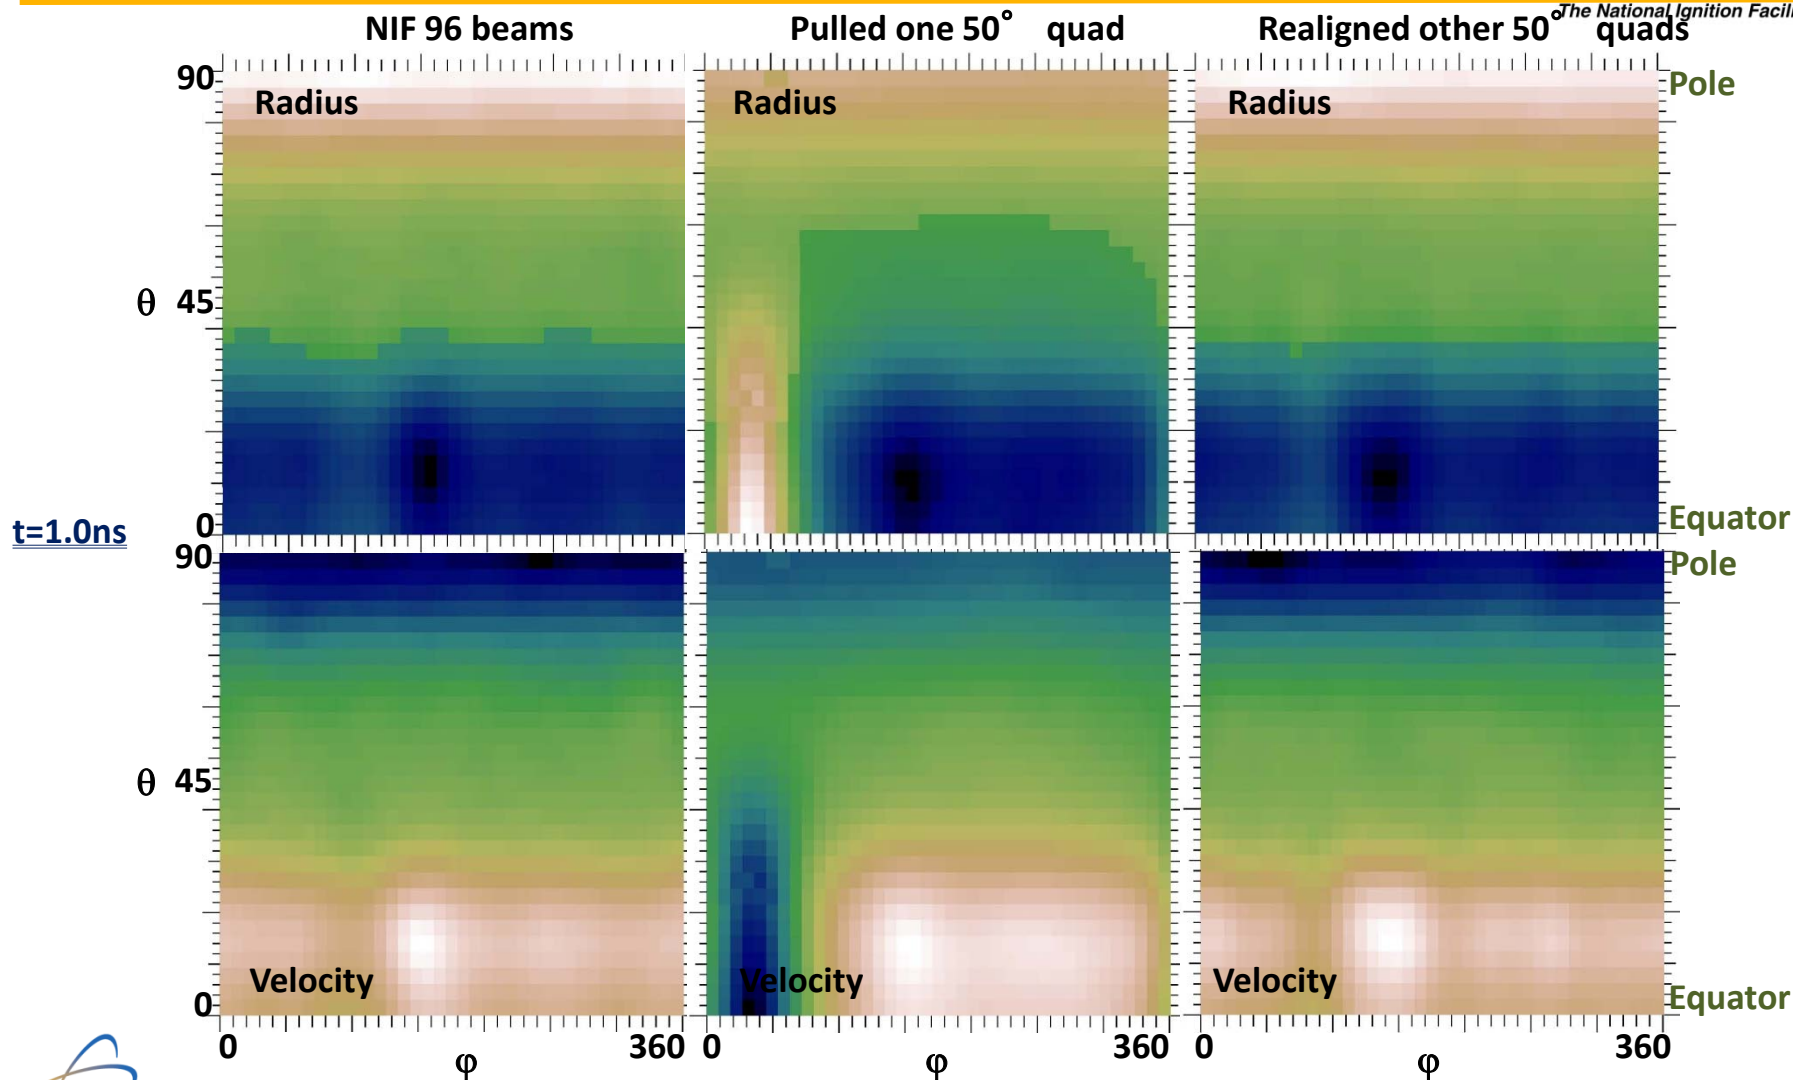 The National Ignition Facili
NIF 96 beams
Pulled one 50° quad
Realigned other 50° quads
90
Radius
Radius
Radius
Pole
θ 45
0
Equator
t=1.0ns
90
Pole
θ 45
Velocity
Velocity
Velocity
0
Equator
0 φ 360
0 φ 360
0 φ 360